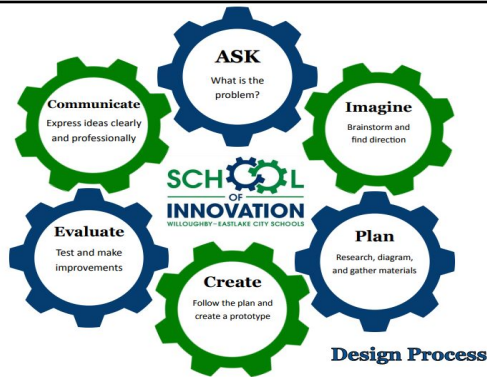 ASK
What is the
problem?
Imagine
Brainstorm and
find direction
Plan
Research, diagram,
and gather materials
Create
Follow the plan and
create a prototype
Evaluate
Test and make
improvements
Communicate
Express ideas clearly
and professionally
SCHOOL
OF
INNOVATION
WILLOUGHBY-EASTLAKE CITY SCHOOLS
Design Process